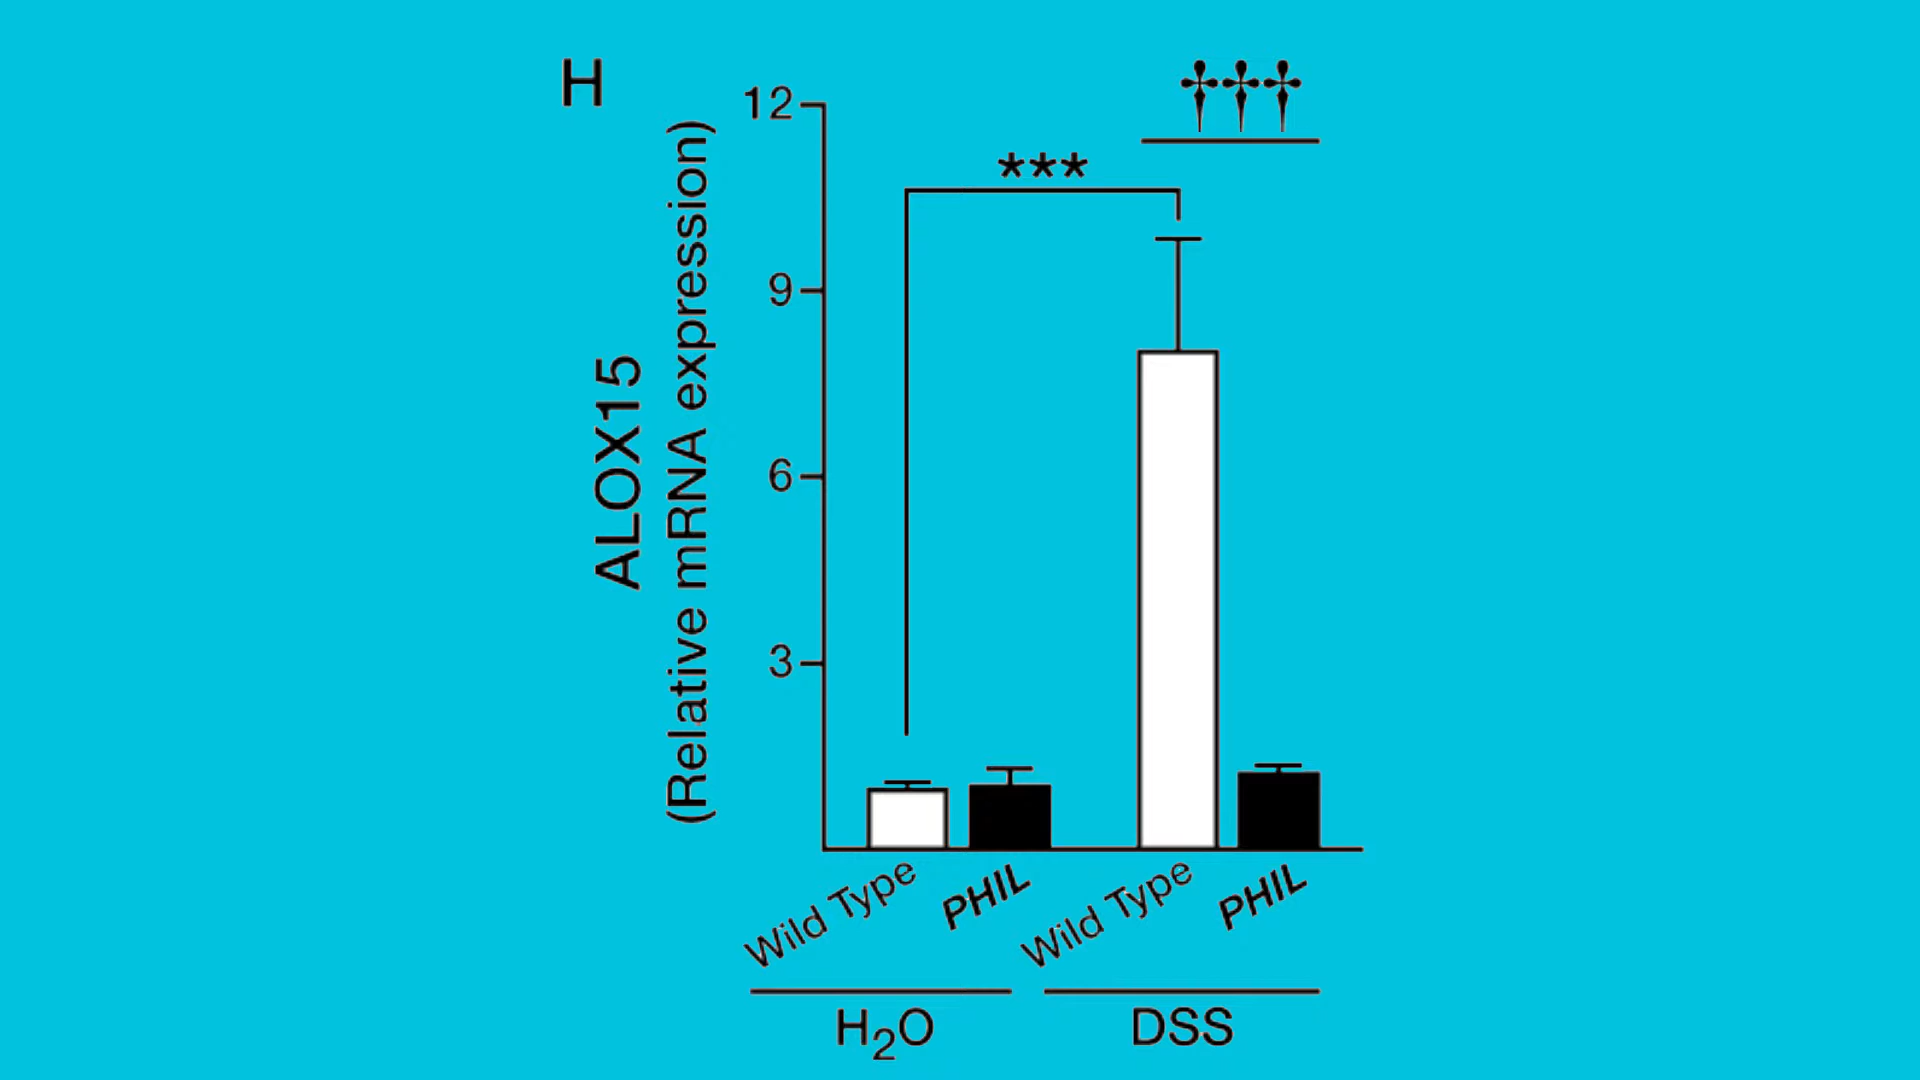 H
†††
***
ALOX15
(Relative mRNA expression)
12
9
6
3
Wild Type
PHIL
Wild Type
PHIL
H₂O
DSS